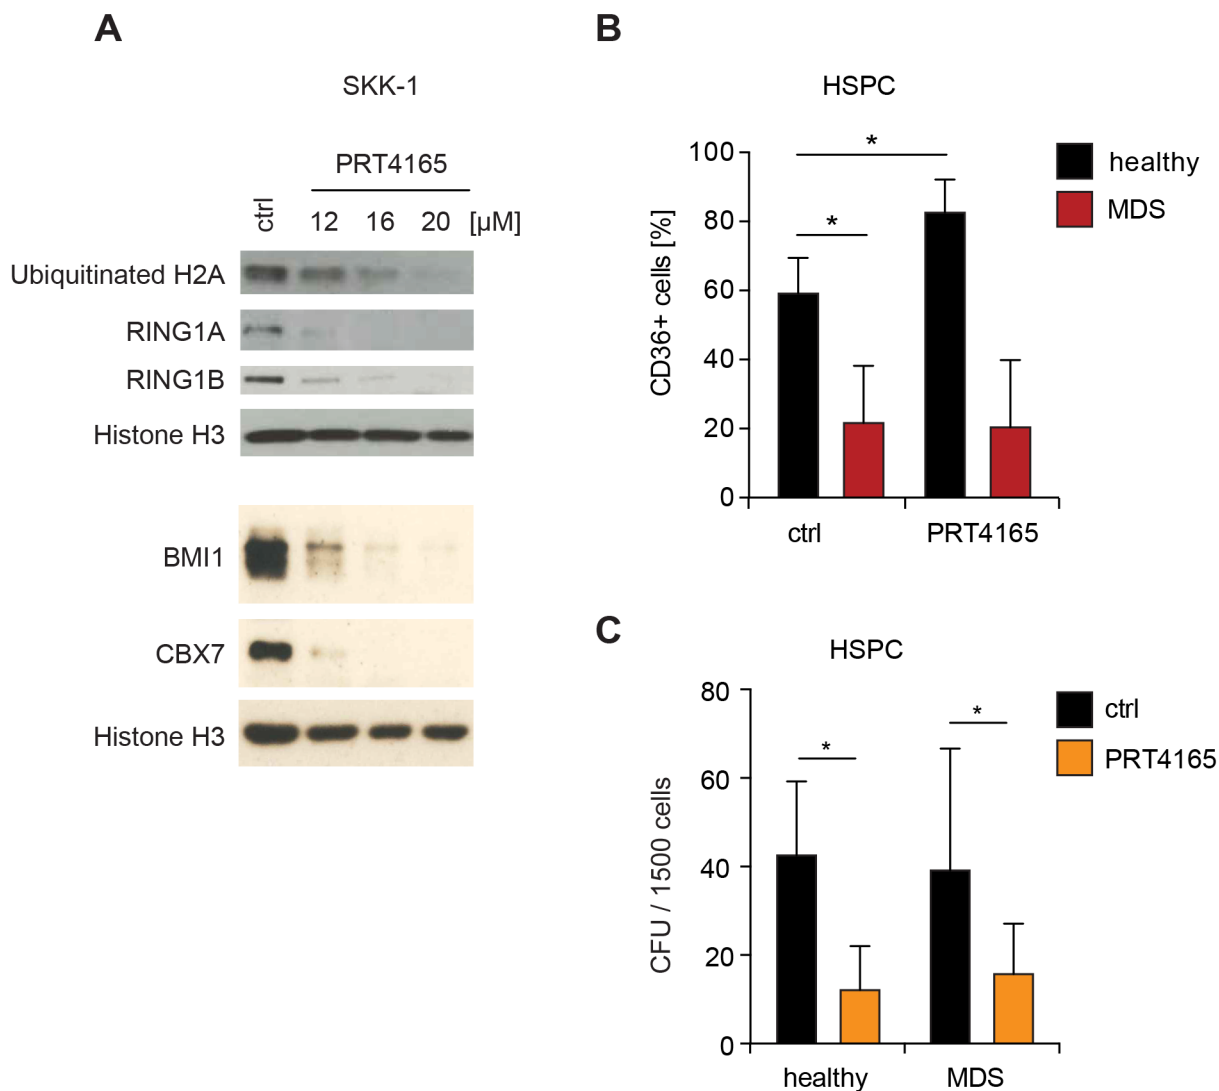 A
SKK-1
PRT4165
ctrl
12 16 20 [µM]
Ubiquitinated H2A
RING1A
RING1B
Histone H3
BMI1
CBX7
Histone H3
B
HSPC
CD36+ cells [%]
100
80
60
40
20
0
*
*
healthy
MDS
ctrl PRT4165
C
HSPC
CFU / 1500 cells
80
60
40
20
0
*
*
ctrl
PRT4165
healthy MDS